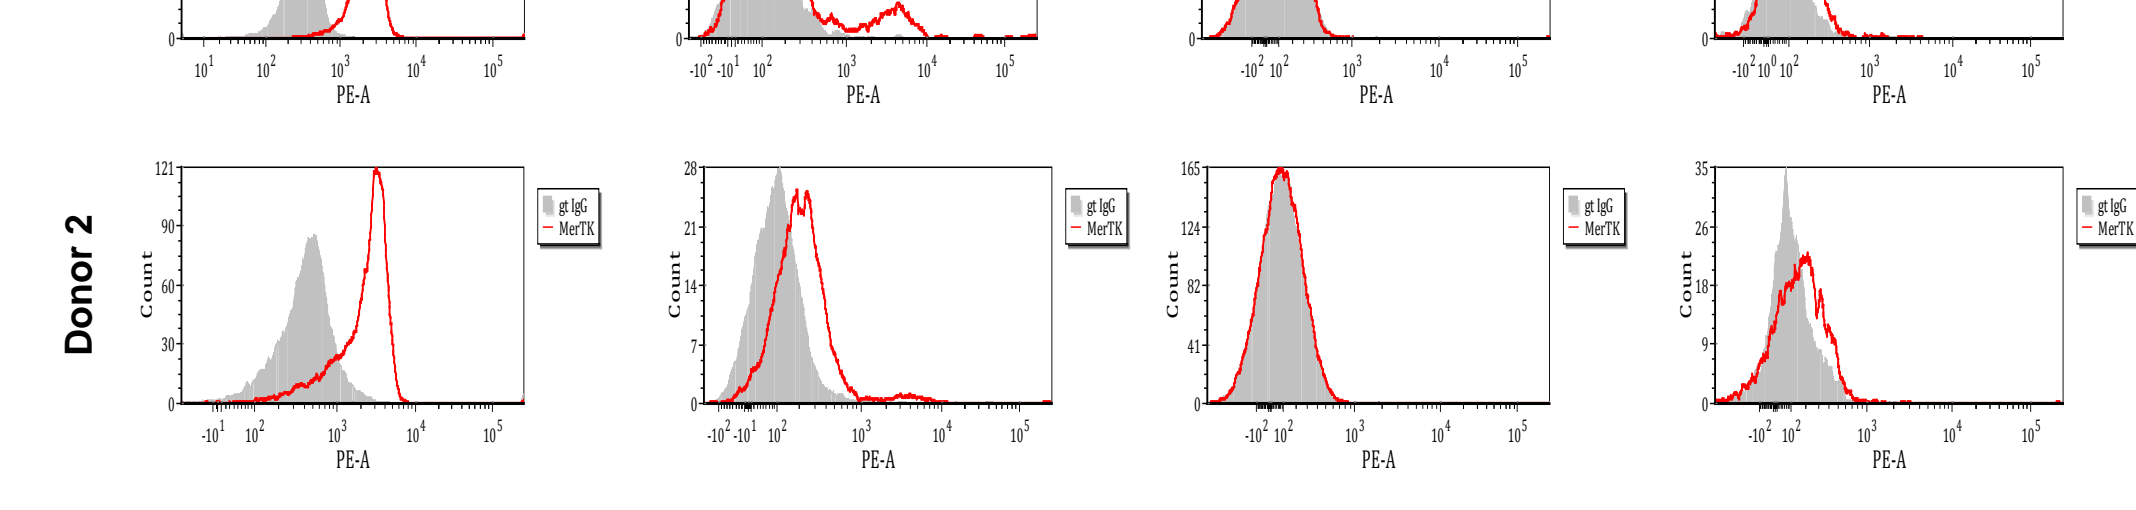 0 0 0 0
10^1 10^2 10^3 10^4 10^5 -10^2 -10^1 10^2 10^3 10^4 10^5 -10^2 10^2 10^3 10^4 10^5 -10^2 10^0 10^2 10^3 10^4 10^5
PE-A PE-A PE-A PE-A
Donor 2
121
90
60
30
0
Count
gt IgG
MerTK
-10^1 10^2 10^3 10^4 10^5
PE-A
28
21
14
7
0
Count
gt IgG
MerTK
-10^2 -10^1 10^2 10^3 10^4 10^5
PE-A
165
124
82
41
0
Count
gt IgG
MerTK
-10^2 10^2 10^3 10^4 10^5
PE-A
35
26
18
9
0
Count
gt IgG
MerTK
-10^2 10^2 10^3 10^4 10^5
PE-A